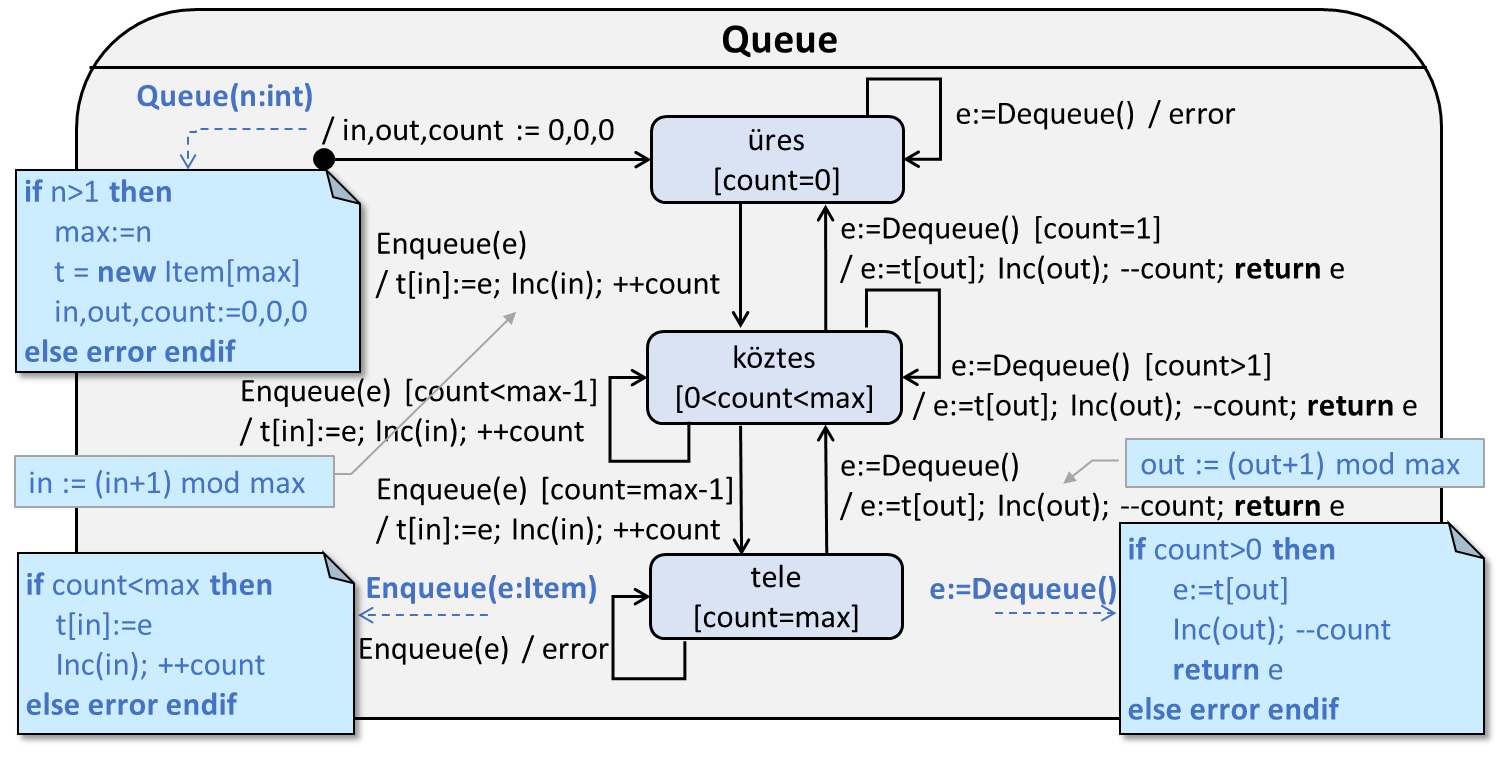 Queue
Queue(n:int)
/ in,out,count := 0,0,0
if n>1 then
max:=n
t = new Item[max]
in,out,count:=0,0,0
else error endif
üres
[count=0]
e:=Dequeue() / error
Enqueue(e)
/ t[in]:=e; Inc(in); ++count
e:=Dequeue() [count=1]
/ e:=t[out]; Inc(out); --count; return e
köztes
[0<count<max]
Enqueue(e) [count<max-1]
/ t[in]:=e; Inc(in); ++count
e:=Dequeue() [count>1]
/ e:=t[out]; Inc(out); --count; return e
in := (in+1) mod max
Enqueue(e) [count=max-1]
/ t[in]:=e; Inc(in); ++count
e:=Dequeue()
/ e:=t[out]; Inc(out); --count; return e
out := (out+1) mod max
if count<max then
t[in]:=e
Inc(in); ++count
else error endif
Enqueue(e:Item)
Enqueue(e) / error
tele
[count=max]
e:=Dequeue()
if count>0 then
e:=t[out]
Inc(out); --count
return e
else error endif